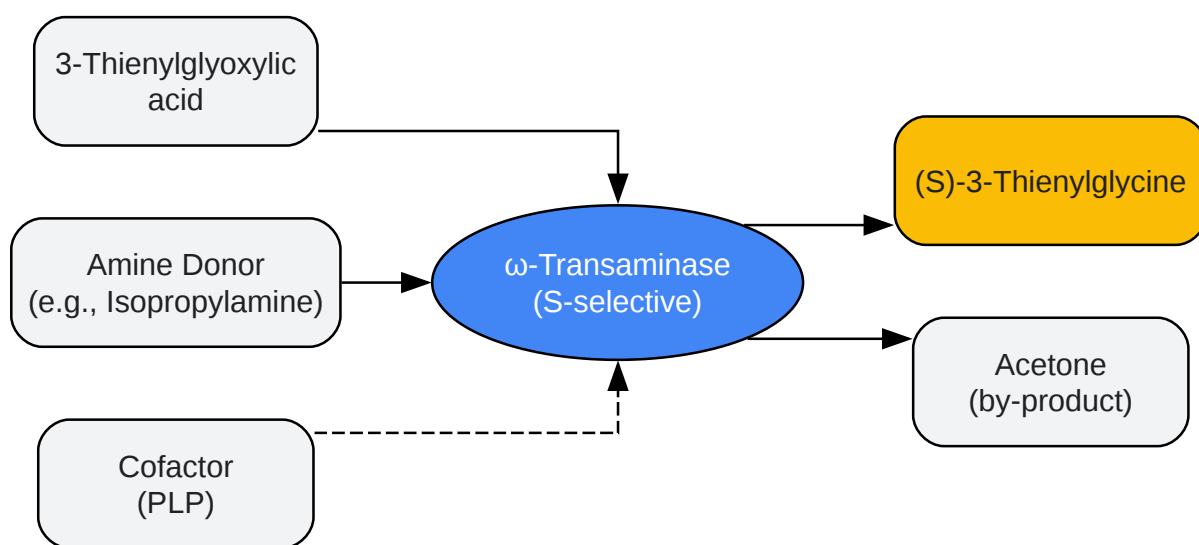 3-Thienylglyoxylic
acid
Amine Donor
(e.g., Isopropylamine)
Cofactor
(PLP)
ω-Transaminase
(S-selective)
(S)-3-Thienylglycine
Acetone
(by-product)